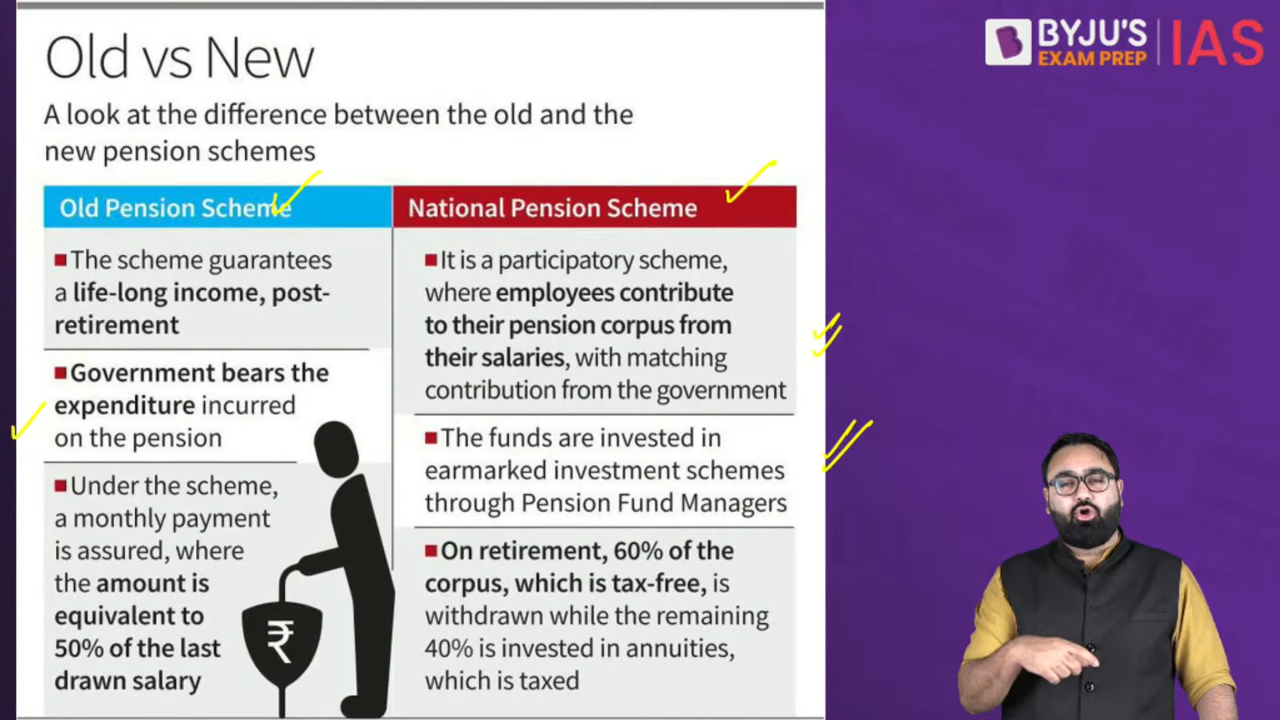 Old vs New
A look at the difference between the old and the
new pension schemes
Old Pension Scheme
■The scheme guarantees
a life-long income, post-
retirement
■Government bears the
expenditure incurred
on the pension
■Under the scheme,
a monthly payment
is assured, where
the amount is
equivalent to
50% of the last
drawn salary
₹
National Pension Scheme
■It is a participatory scheme,
where employees contribute
to their pension corpus from
their salaries, with matching
contribution from the government
■The funds are invested in
earmarked investment schemes
through Pension Fund Managers
■On retirement, 60% of the
corpus, which is tax-free, is
withdrawn while the remaining
40% is invested in annuities,
which is taxed
BYJU'S
EXAM PREP
IAS